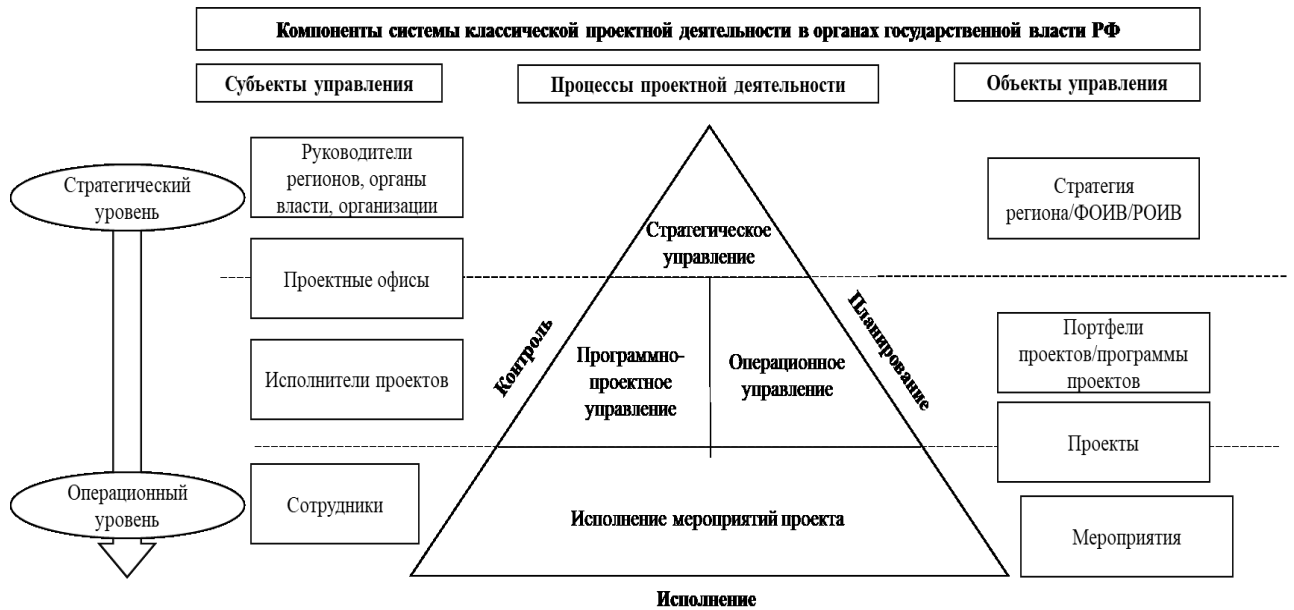 Компоненты системы классической проектной деятельности в органах государственной власти РФ
Субъекты управления
Процессы проектной деятельности
Объекты управления
Стратегический
уровень
Руководители
регионов, органы
власти, организации
Стратегическое
управление
Стратегия
региона/ФОИВ/РОИВ
Проектные офисы
Контроль
Планирование
Исполнители проектов
Программно-
проектное
управление
Операционное
управление
Портфели
проектов/программы
проектов
Проекты
Операционный
уровень
Сотрудники
Исполнение мероприятий проекта
Мероприятия
Исполнение